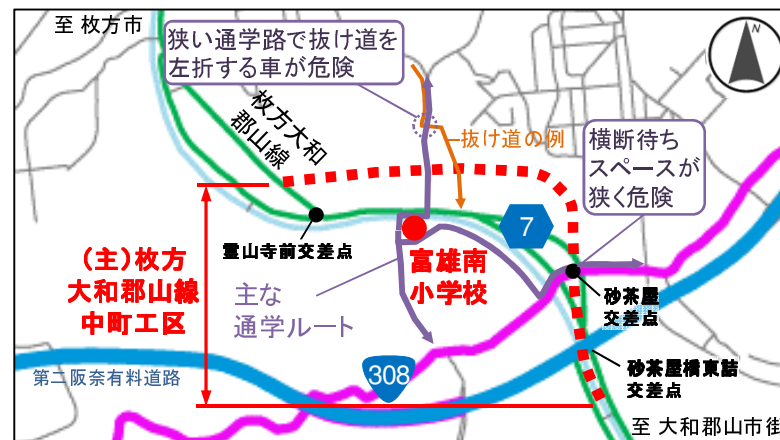 至 枚方市
狭い通学路で抜け道を
左折する車が危険
N
枚方大和
郡山線
抜け道の例
横断待ち
スペースが
狭く危険
7
霊山寺前交差点
富雄南
小学校
(主)枚方
大和郡山線
中町工区
主な
通学ルート
砂茶屋
交差点
308
第二阪奈有料道路
砂茶屋橋東詰
交差点
至 大和郡山市街